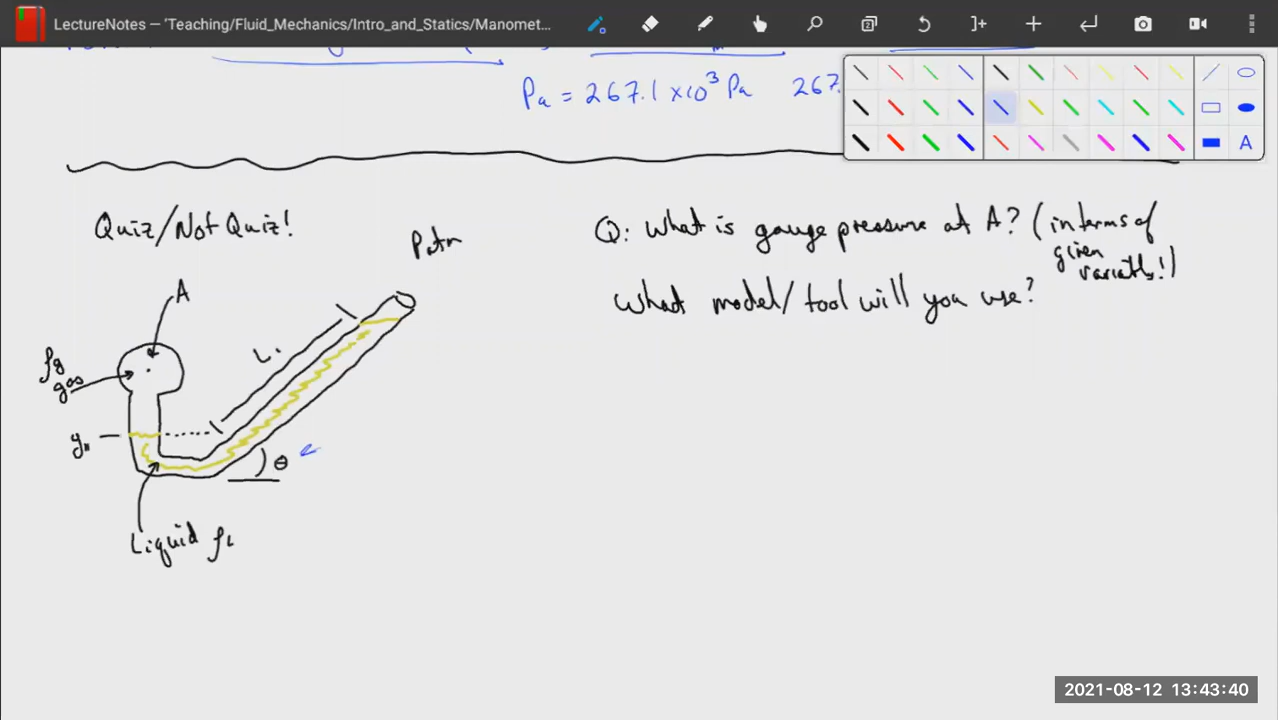 LectureNotes — ‘Teaching/Fluid_Mechanics/Intro_and_Statics/Manomet...
Pa = 267.1 x10³ Pa 267.
A
Quiz/Not Quiz!
Patm
Q: What is gauge pressure at A? (in terms of
given
variables!)
What model/tool will you use?
A
L
ρg
gas
y₁
θ
Liquid ρL
2021-08-12 13:43:40